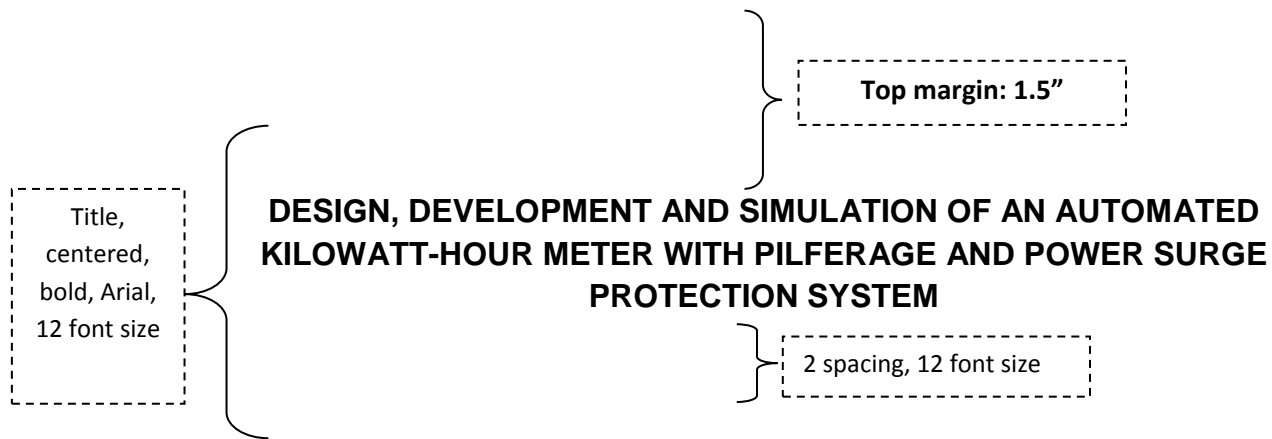 Top margin: 1.5”
Title,
centered,
bold, Arial,
12 font size
DESIGN, DEVELOPMENT AND SIMULATION OF AN AUTOMATED
KILOWATT-HOUR METER WITH PILFERAGE AND POWER SURGE
PROTECTION SYSTEM
2 spacing, 12 font size